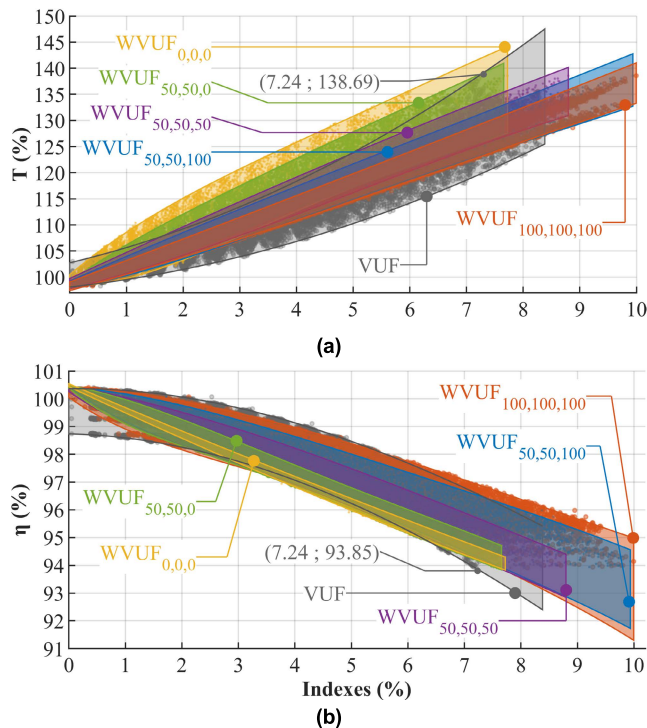 150
145
140
135
130
125
120
115
110
105
100
T (%)
WVUF0,0,0
WVUF50,50,0
(7.24 ; 138.69)
WVUF50,50,50
WVUF50,50,100
WVUF100,100,100
VUF
0 1 2 3 4 5 6 7 8 9 10
(a)
101
100
99
98
97
96
95
94
93
92
91
η (%)
WVUF100,100,100
WVUF50,50,100
WVUF50,50,0
WVUF0,0,0
(7.24 ; 93.85)
VUF
WVUF50,50,50
0 1 2 3 4 5 6 7 8 9 10
Indexes (%)
(b)